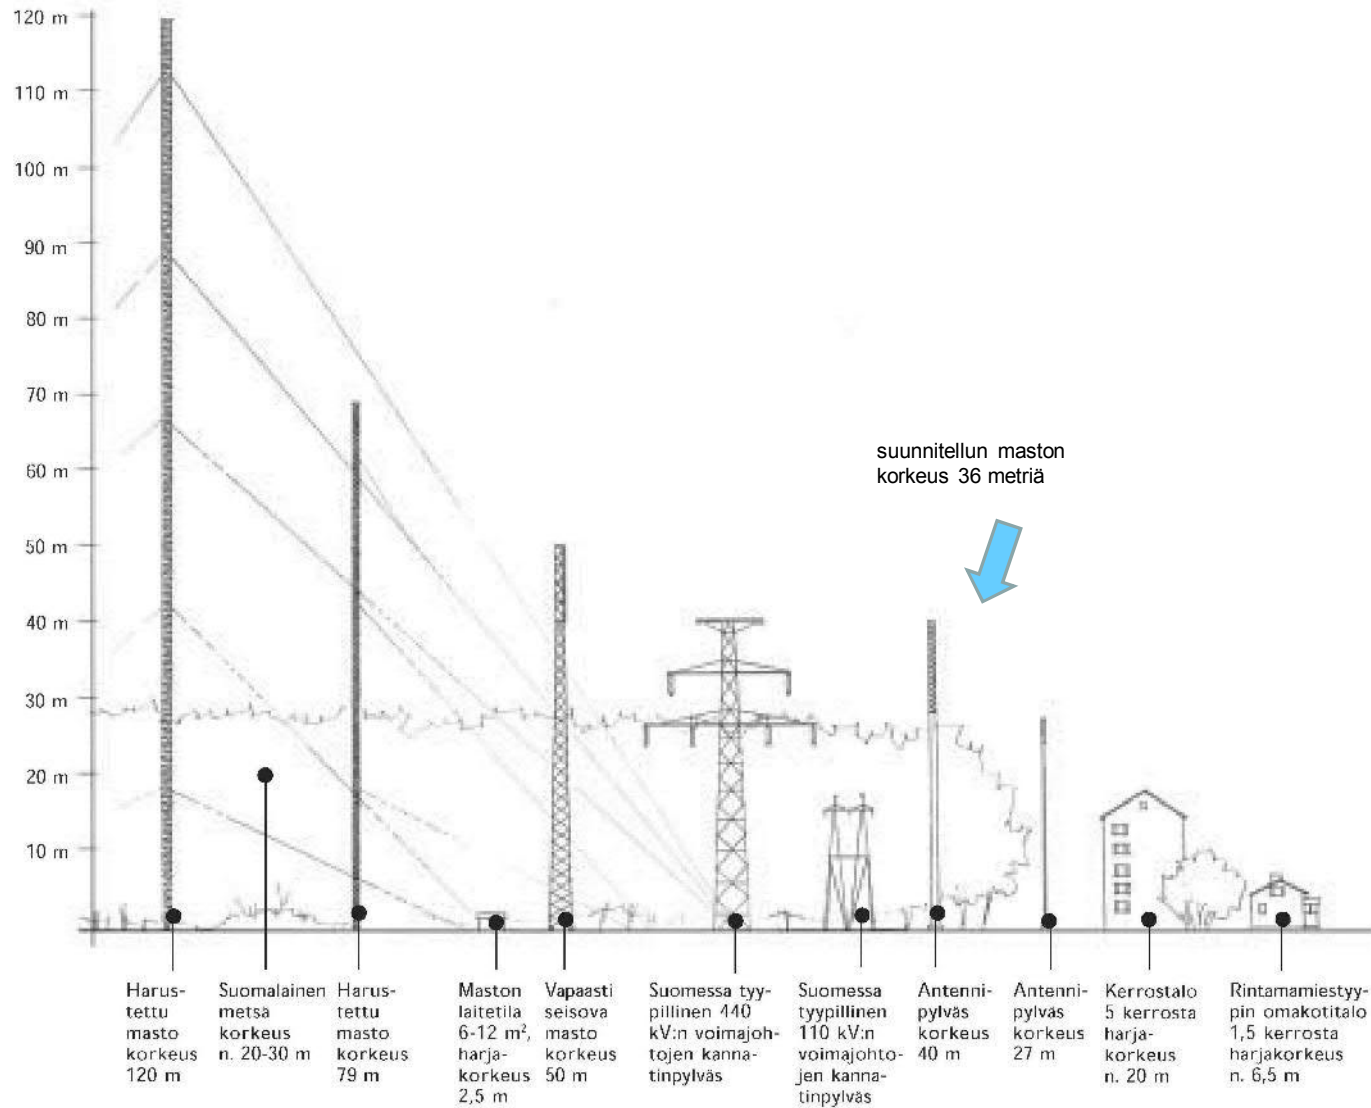 120 m
110 m
100 m
90 m
80 m
70 m
60 m
50 m
40 m
30 m
20 m
10 m
suunnitellun maston
korkeus 36 metriä
Harus-
tettu
masto
korkeus
120 m
Suomalainen
metsä
korkeus
n. 20-30 m
Harus-
tettu
masto
korkeus
79 m
Maston
laitetila
6-12 m²,
harja-
korkeus
2,5 m
Vapaasti
seisova
masto
korkeus
50 m
Suomessa tyy-
pillinen 440
kV:n voimajoh-
tojen kanna-
tinpylväs
Suomessa
tyypillinen
110 kV:n
voimajohto-
jen kanna-
tinpylväs
Antenni-
pylväs
korkeus
40 m
Antenni-
pylväs
korkeus
27 m
Kerrostalo
5 kerrosta
harja-
korkeus
n. 20 m
Rintamamiestyy-
pin omakotitalo
1,5 kerrosta
harjakorkeus
n. 6,5 m